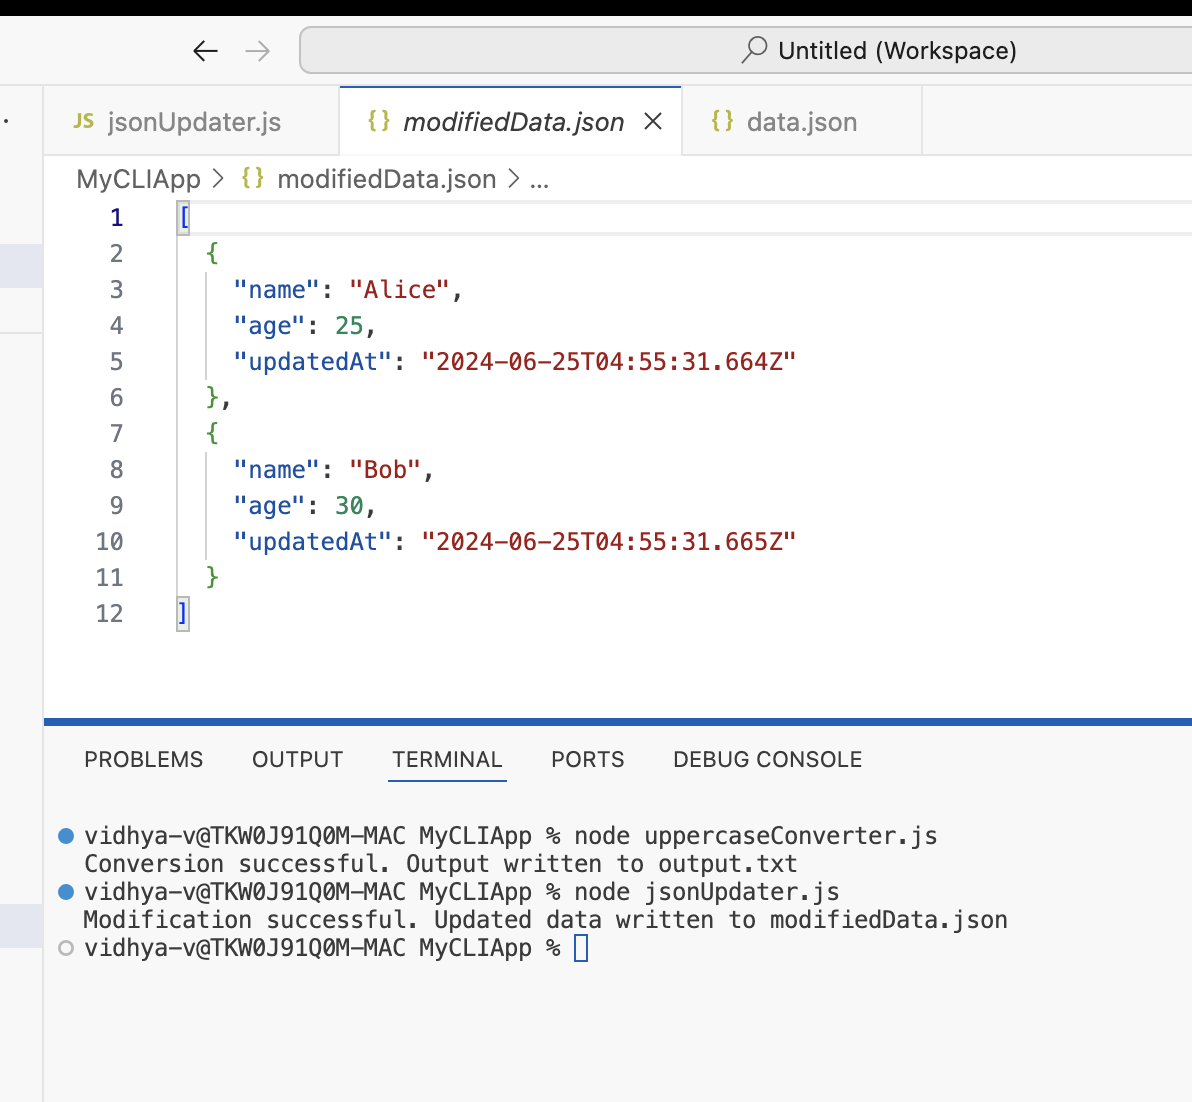 Untitled (Workspace)
JS jsonUpdater.js {} modifiedData.json {} data.json
MyCLIApp > {} modifiedData.json > ...
1 [
2 {
3 "name": "Alice",
4 "age": 25,
5 "updatedAt": "2024-06-25T04:55:31.664Z"
6 },
7 {
8 "name": "Bob",
9 "age": 30,
10 "updatedAt": "2024-06-25T04:55:31.665Z"
11 }
12 ]
PROBLEMS OUTPUT TERMINAL PORTS DEBUG CONSOLE
vidhya-v@TKW0J91Q0M-MAC MyCLIApp % node uppercaseConverter.js
Conversion successful. Output written to output.txt
vidhya-v@TKW0J91Q0M-MAC MyCLIApp % node jsonUpdater.js
Modification successful. Updated data written to modifiedData.json
vidhya-v@TKW0J91Q0M-MAC MyCLIApp %